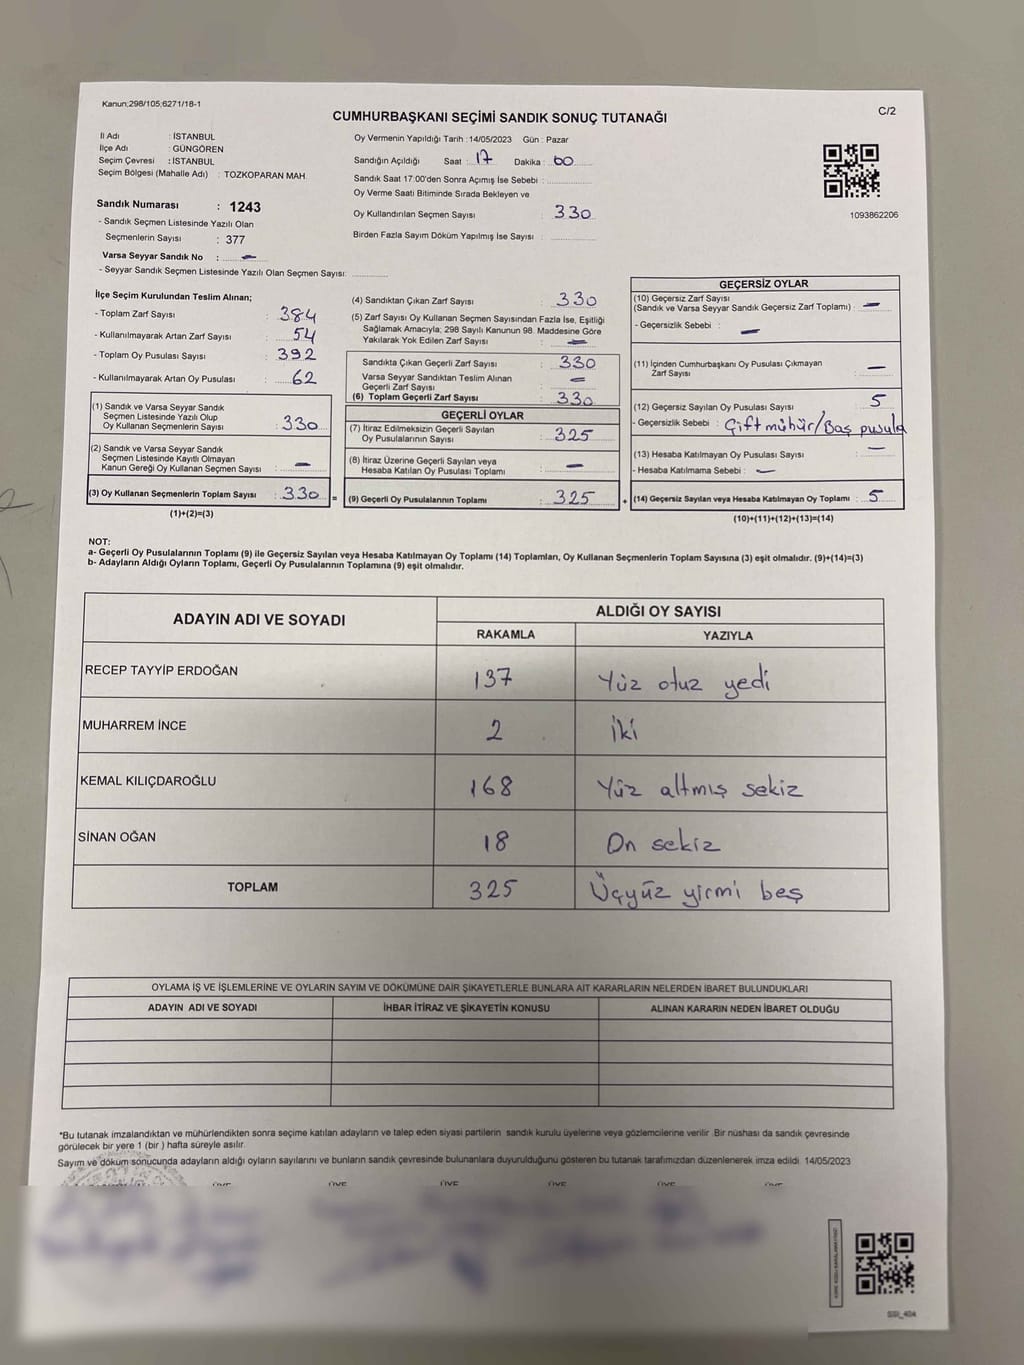 Kanun;298/105;6271/18-1
CUMHURBAŞKANI SEÇİMİ SANDIK SONUÇ TUTANAĞI
C/2
İl Adı : İSTANBUL
İlçe Adı : GÜNGÖREN
Seçim Çevresi : İSTANBUL
Seçim Bölgesi (Mahalle Adı) : TOZKOPARAN MAH.
Sandık Numarası : 1243
- Sandık Seçmen Listesinde Yazılı Olan
Seçmenlerin Sayısı : 377
Varsa Seyyar Sandık No : —
- Seyyar Sandık Seçmen Listesinde Yazılı Olan Seçmen Sayısı:
Oy Vermenin Yapıldığı Tarih :14/05/2023 Gün : Pazar
Sandığın Açıldığı Saat : 17 Dakika : 00
Sandık Saat 17:00'den Sonra Açılmış İse Sebebi :
Oy Verme Saati Bitiminde Sırada Bekleyen ve
Oy Kullandırılan Seçmen Sayısı : 330
Birden Fazla Sayım Döküm Yapılmış İse Sayısı :
1093862206
İlçe Seçim Kurulundan Teslim Alınan;
- Toplam Zarf Sayısı : 384
- Kullanılmayarak Artan Zarf Sayısı : 54
- Toplam Oy Pusulası Sayısı : 392
- Kullanılmayarak Artan Oy Pusulası : 62
(1) Sandık ve Varsa Seyyar Sandık
Seçmen Listesinde Yazılı Olup
Oy Kullanan Seçmenlerin Sayısı : 330
(2) Sandık ve Varsa Seyyar Sandık
Seçmen Listesinde Kayıtlı Olmayan
Kanun Gereği Oy Kullanan Seçmen Sayısı : —
(3) Oy Kullanan Seçmenlerin Toplam Sayısı : 330 =
(1)+(2)=(3)
(4) Sandıktan Çıkan Zarf Sayısı : 330
(5) Zarf Sayısı Oy Kullanan Seçmen Sayısından Fazla İse, Eşitliği
Sağlamak Amacıyla; 298 Sayılı Kanunun 98. Maddesine Göre
Yakılarak Yok Edilen Zarf Sayısı : —
Sandıkta Çıkan Geçerli Zarf Sayısı : 330
Varsa Seyyar Sandıktan Teslim Alınan
Geçerli Zarf Sayısı : —
(6) Toplam Geçerli Zarf Sayısı : 330
GEÇERLİ OYLAR
(7) İtiraz Edilmeksizin Geçerli Sayılan
Oy Pusulalarının Sayısı : 325
(8) İtiraz Üzerine Geçerli Sayılan veya
Hesaba Katılan Oy Pusulası Toplamı : —
(9) Geçerli Oy Pusulalarının Toplamı : 325 +
GEÇERSİZ OYLAR
(10) Geçersiz Zarf Sayısı
(Sandık ve Varsa Seyyar Sandık Geçersiz Zarf Toplamı) : —
- Geçersizlik Sebebi : —
(11) İçinden Cumhurbaşkanı Oy Pusulası Çıkmayan
Zarf Sayısı : —
(12) Geçersiz Sayılan Oy Pusulası Sayısı : 5
- Geçersizlik Sebebi : Çift mühür/Boş pusula
(13) Hesaba Katılmayan Oy Pusulası Sayısı : —
- Hesaba Katılmama Sebebi : —
(14) Geçersiz Sayılan veya Hesaba Katılmayan Oy Toplamı : 5
(10)+(11)+(12)+(13)=(14)
NOT:
a- Geçerli Oy Pusulalarının Toplamı (9) ile Geçersiz Sayılan veya Hesaba Katılmayan Oy Toplamı (14) Toplamları, Oy Kullanan Seçmenlerin Toplam Sayısına (3) eşit olmalıdır. (9)+(14)=(3)
b- Adayların Aldığı Oyların Toplamı, Geçerli Oy Pusulalarının Toplamına (9) eşit olmalıdır.
ADAYIN ADI VE SOYADI
ALDIĞI OY SAYISI
RAKAMLA YAZIYLA
RECEP TAYYİP ERDOĞAN 137 Yüz otuz yedi
MUHARREM İNCE 2 iki
KEMAL KILIÇDAROĞLU 168 Yüz altmış sekiz
SİNAN OĞAN 18 On sekiz
TOPLAM 325 Üçyüz yirmi beş
OYLAMA İŞ VE İŞLEMLERİNE VE OYLARIN SAYIM VE DÖKÜMÜNE DAİR ŞİKAYETLERLE BUNLARA AİT KARARLARIN NELERDEN İBARET BULUNDUKLARI
ADAYIN ADI VE SOYADI İHBAR İTİRAZ VE ŞİKAYETİN KONUSU ALINAN KARARIN NEDEN İBARET OLDUĞU
*Bu tutanak imzalandıktan ve mühürlendikten sonra seçime katılan adayların ve talep eden siyasi partilerin sandık kurulu üyelerine veya gözlemcilerine verilir. Bir nüshası da sandık çevresinde
görülecek bir yere 1 (bir ) hafta süreyle asılır.
Sayım ve döküm sonucunda adayların aldığı oyların sayılarını ve bunların sandık çevresinde bulunanlara duyurulduğunu gösteren bu tutanak tarafımızdan düzenlenerek imza edildi. 14/05/2023
ÜYE ÜYE ÜYE ÜYE ÜYE ÜYE